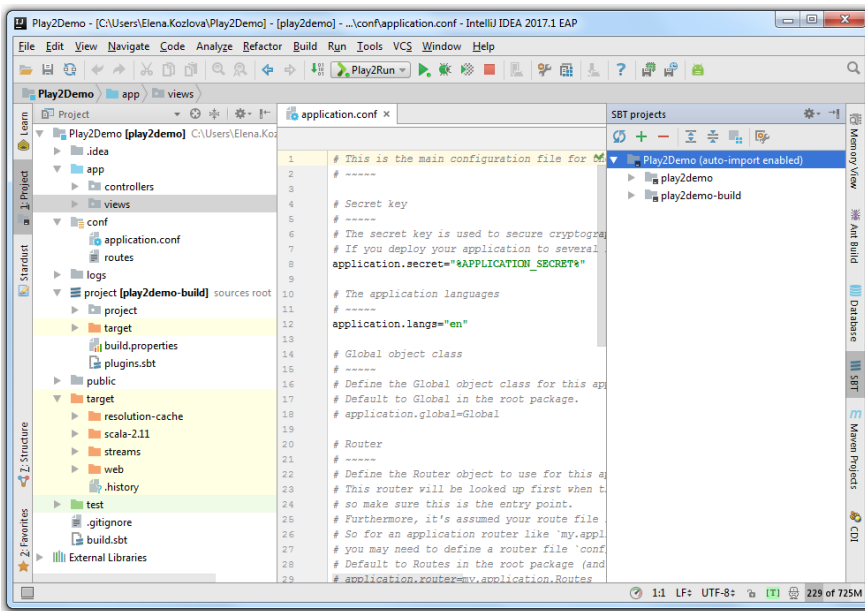 Play2Demo - [C:\Users\Elena.Kozlova\Play2Demo] - [play2demo] - ...\conf\application.conf - IntelliJ IDEA 2017.1 EAP
File Edit View Navigate Code Analyze Refactor Build Run Tools VCS Window Help
Play2Run
Play2Demo app views
Learn
1: Project
Stardust
Z: Structure
2: Favorites
Project
Play2Demo [play2demo] C:\Users\Elena.Koz
.idea
app
controllers
views
conf
application.conf
routes
logs
project [play2demo-build] sources root
project
target
build.properties
plugins.sbt
public
target
resolution-cache
scala-2.11
streams
web
.history
test
.gitignore
build.sbt
External Libraries
application.conf
1 # This is the main configuration file for
2 # -----
3
4 # Secret key
5 # -----
6 # The secret key is used to secure cryptogra
7 # If you deploy your application to several
8 application.secret="%APPLICATION_SECRET%"
9
10 # The application languages
11 # -----
12 application.langs="en"
13
14 # Global object class
15 # -----
16 # Define the Global object class for this ap
17 # Default to Global in the root package.
18 # application.global=Global
19
20 # Router
21 # -----
22 # Define the Router object to use for this a
23 # This router will be looked up first when t
24 # so make sure this is the entry point.
25 # Furthermore, it's assumed your route file
26 # So for an application router like `my.appl
27 # you may need to define a router file `conf
28 # Default to Routes in the root package (and
29 # application.router=my.application.Routes
SBT projects
Play2Demo (auto-import enabled)
play2demo
play2demo-build
Memory View
Ant Build
Database
SBT
Maven Projects
CDI
1:1 LF UTF-8 [T] 229 of 725M